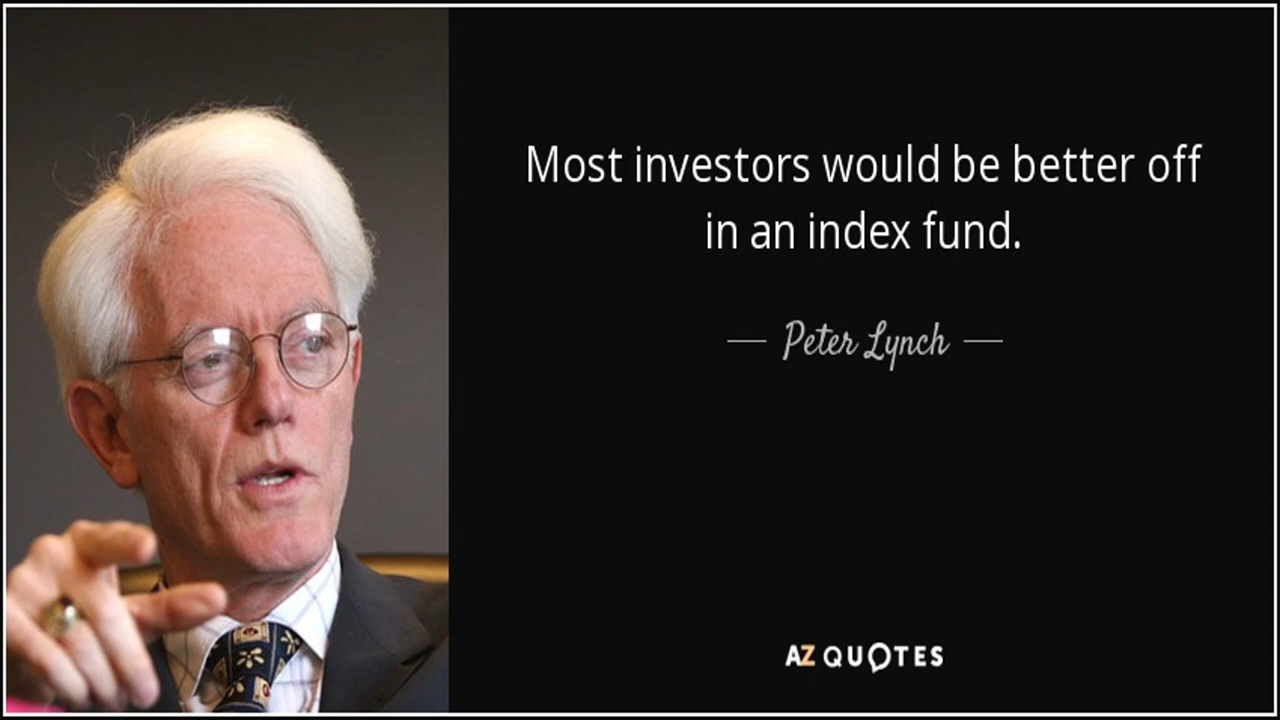 Most investors would be better off
in an index fund.
Peter Lynch
AZ QUOTES